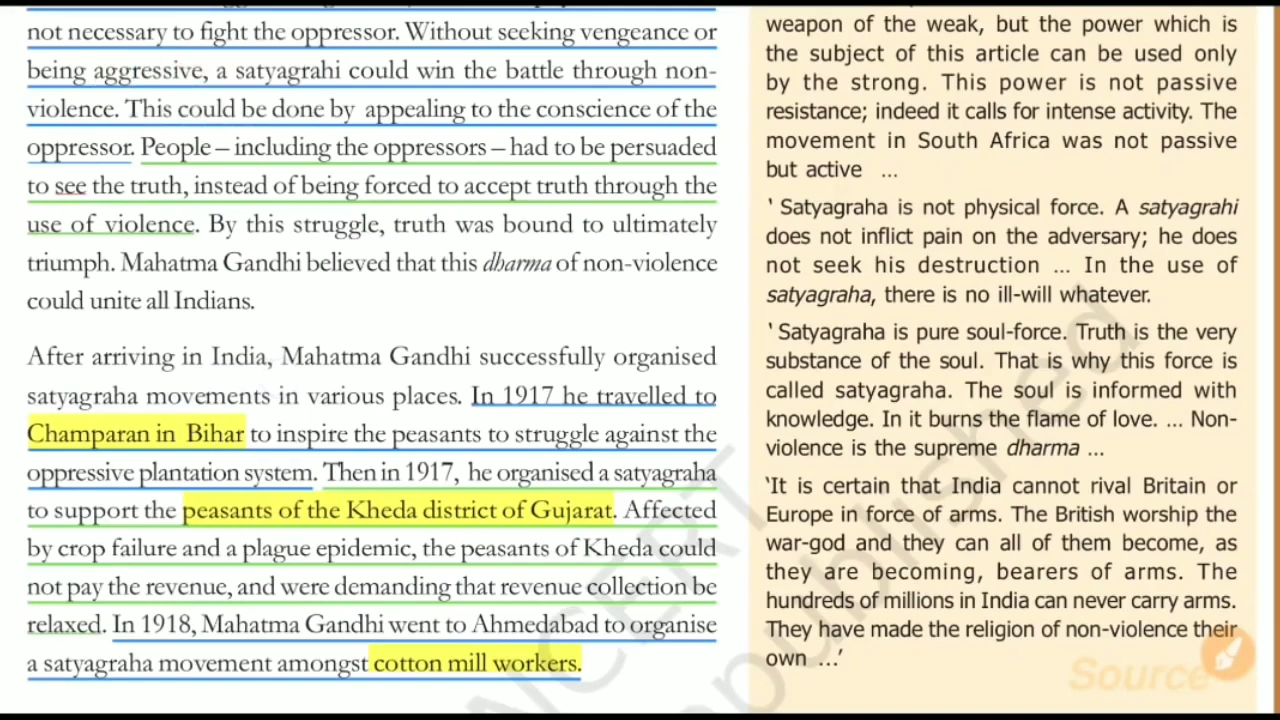 not necessary to fight the oppressor. Without seeking vengeance or
being aggressive, a satyagrahi could win the battle through non-
violence. This could be done by appealing to the conscience of the
oppressor. People – including the oppressors – had to be persuaded
to see the truth, instead of being forced to accept truth through the
use of violence. By this struggle, truth was bound to ultimately
triumph. Mahatma Gandhi believed that this dharma of non-violence
could unite all Indians.
After arriving in India, Mahatma Gandhi successfully organised
satyagraha movements in various places. In 1917 he travelled to
Champaran in Bihar to inspire the peasants to struggle against the
oppressive plantation system. Then in 1917, he organised a satyagraha
to support the peasants of the Kheda district of Gujarat. Affected
by crop failure and a plague epidemic, the peasants of Kheda could
not pay the revenue, and were demanding that revenue collection be
relaxed. In 1918, Mahatma Gandhi went to Ahmedabad to organise
a satyagraha movement amongst cotton mill workers.
weapon of the weak, but the power which is
the subject of this article can be used only
by the strong. This power is not passive
resistance; indeed it calls for intense activity. The
movement in South Africa was not passive
but active ...
' Satyagraha is not physical force. A satyagrahi
does not inflict pain on the adversary; he does
not seek his destruction ... In the use of
satyagraha, there is no ill-will whatever.
' Satyagraha is pure soul-force. Truth is the very
substance of the soul. That is why this force is
called satyagraha. The soul is informed with
knowledge. In it burns the flame of love. ... Non-
violence is the supreme dharma ...
'It is certain that India cannot rival Britain or
Europe in force of arms. The British worship the
war-god and they can all of them become, as
they are becoming, bearers of arms. The
hundreds of millions in India can never carry arms.
They have made the religion of non-violence their
own ...'
Source
NCERT
published